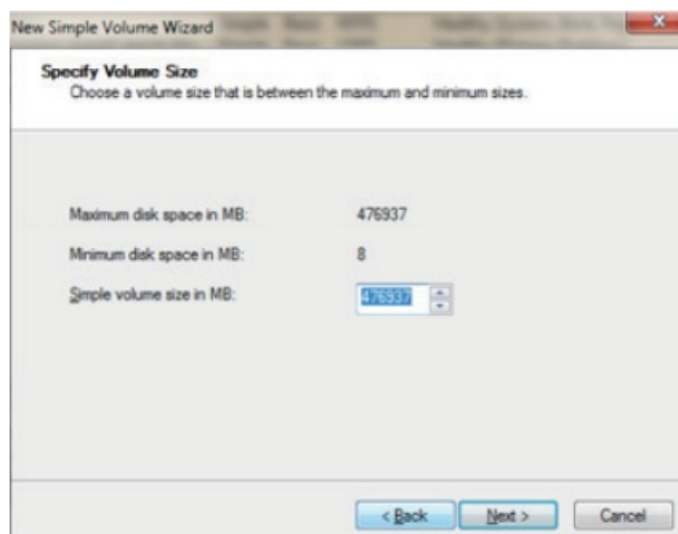 New Simple Volume Wizard
Specify Volume Size
Choose a volume size that is between the maximum and minimum sizes.
Maximum disk space in MB: 476937
Minimum disk space in MB: 8
Simple volume size in MB: 476937
< Back Next > Cancel